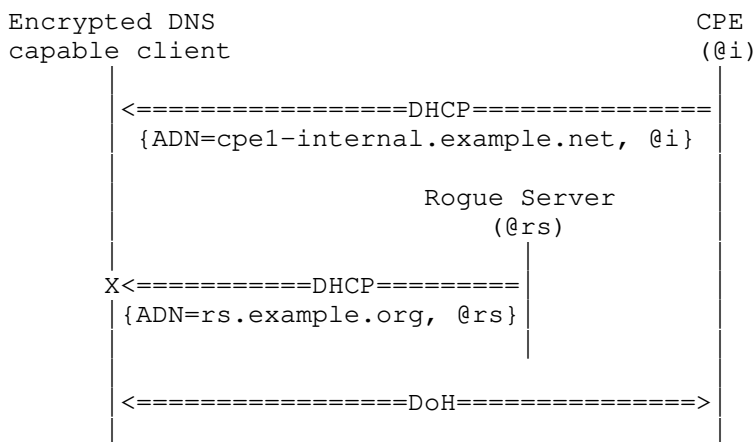 Encrypted DNS CPE
capable client (@i)
<=================DHCP===============
{ADN=cpe1-internal.example.net, @i}
Rogue Server
(@rs)
X<===========DHCP=========
{ADN=rs.example.org, @rs}
<=================DoH===============>